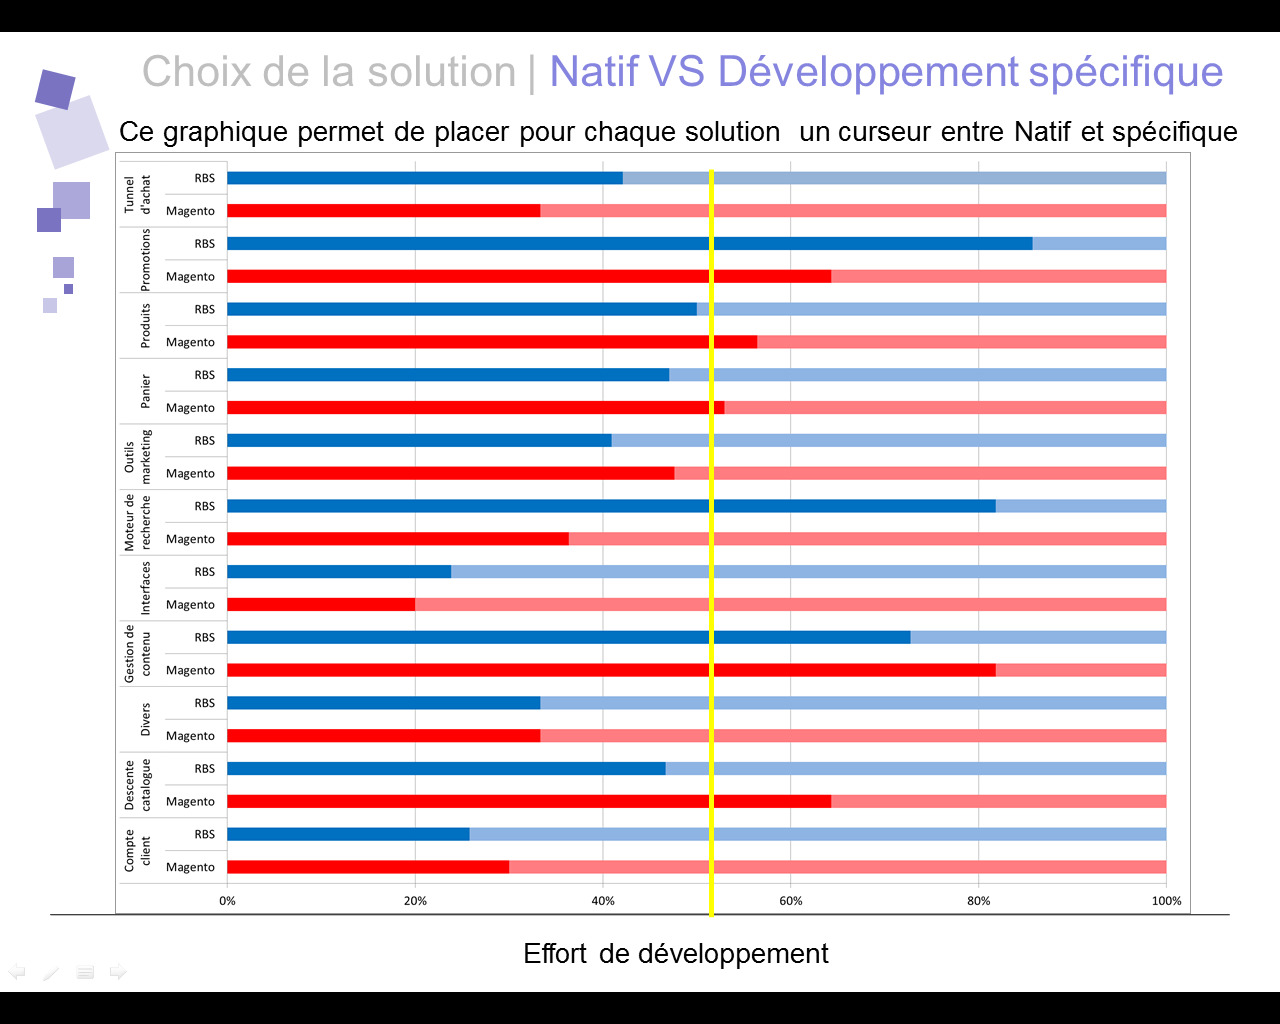 Choix de la solution | Natif VS Développement spécifique
Ce graphique permet de placer pour chaque solution un curseur entre Natif et spécifique
Tunnel
d'achat
RBS
Magento
Promotions
RBS
Magento
Produits
RBS
Magento
Panier
RBS
Magento
Outils
marketing
RBS
Magento
Moteur de
recherche
RBS
Magento
Interfaces
RBS
Magento
Gestion de
contenu
RBS
Magento
Divers
RBS
Magento
Descente
catalogue
RBS
Magento
Compte
client
RBS
Magento
0% 20% 40% 60% 80% 100%
Effort de développement